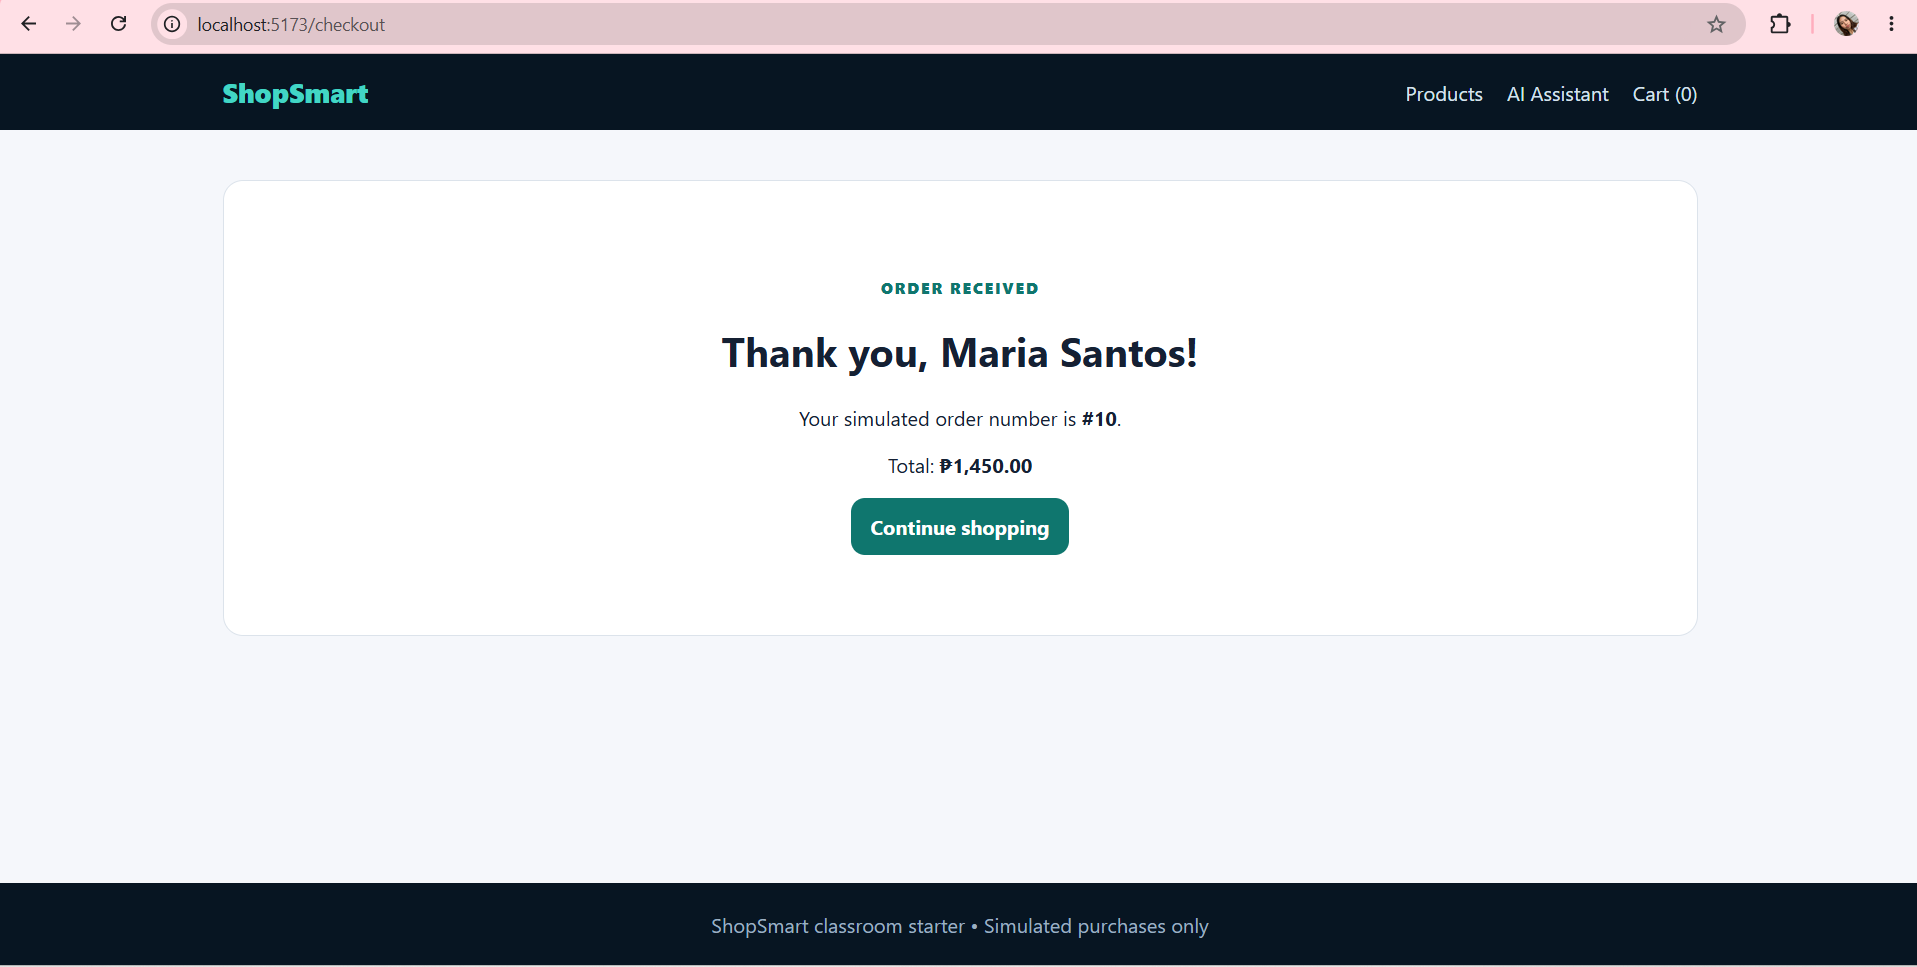 localhost:5173/checkout
ShopSmart
Products AI Assistant Cart (0)
ORDER RECEIVED
Thank you, Maria Santos!
Your simulated order number is #10.
Total: ₱1,450.00
Continue shopping
ShopSmart classroom starter • Simulated purchases only